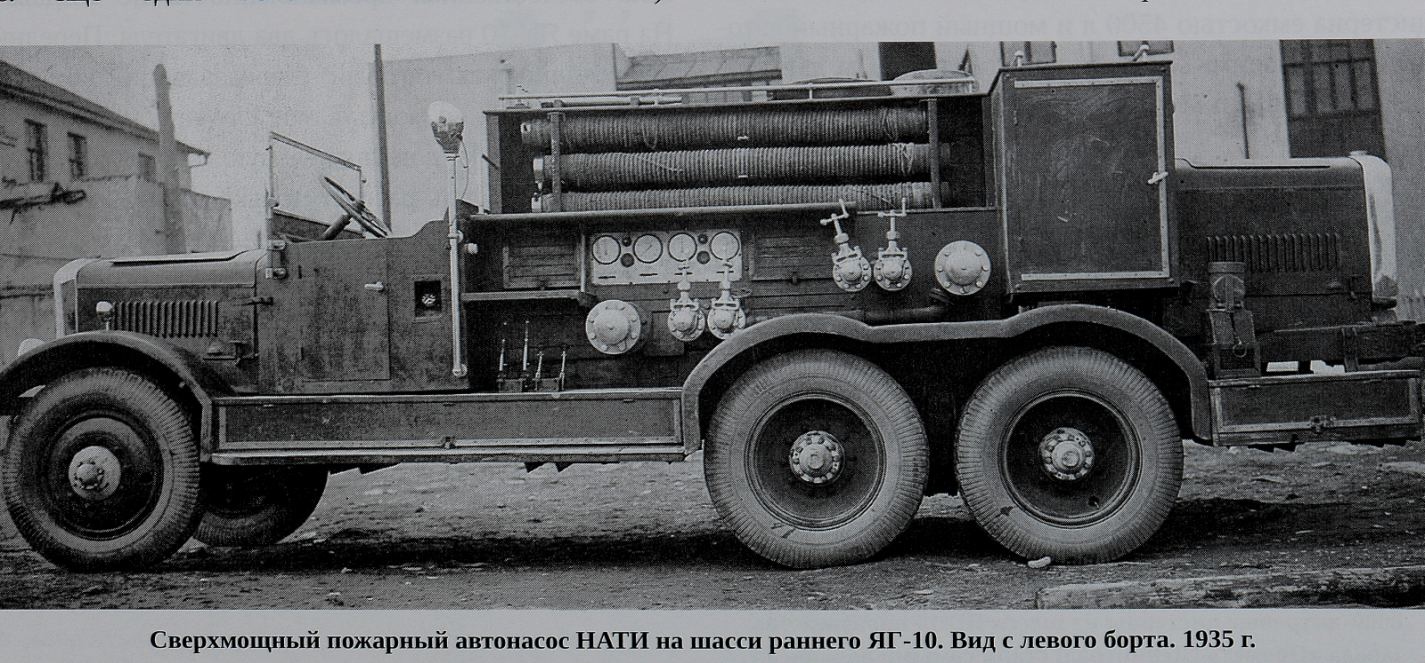 Сверхмощный пожарный автонасос НАТИ на шасси раннего ЯГ-10. Вид с левого борта. 1935 г.